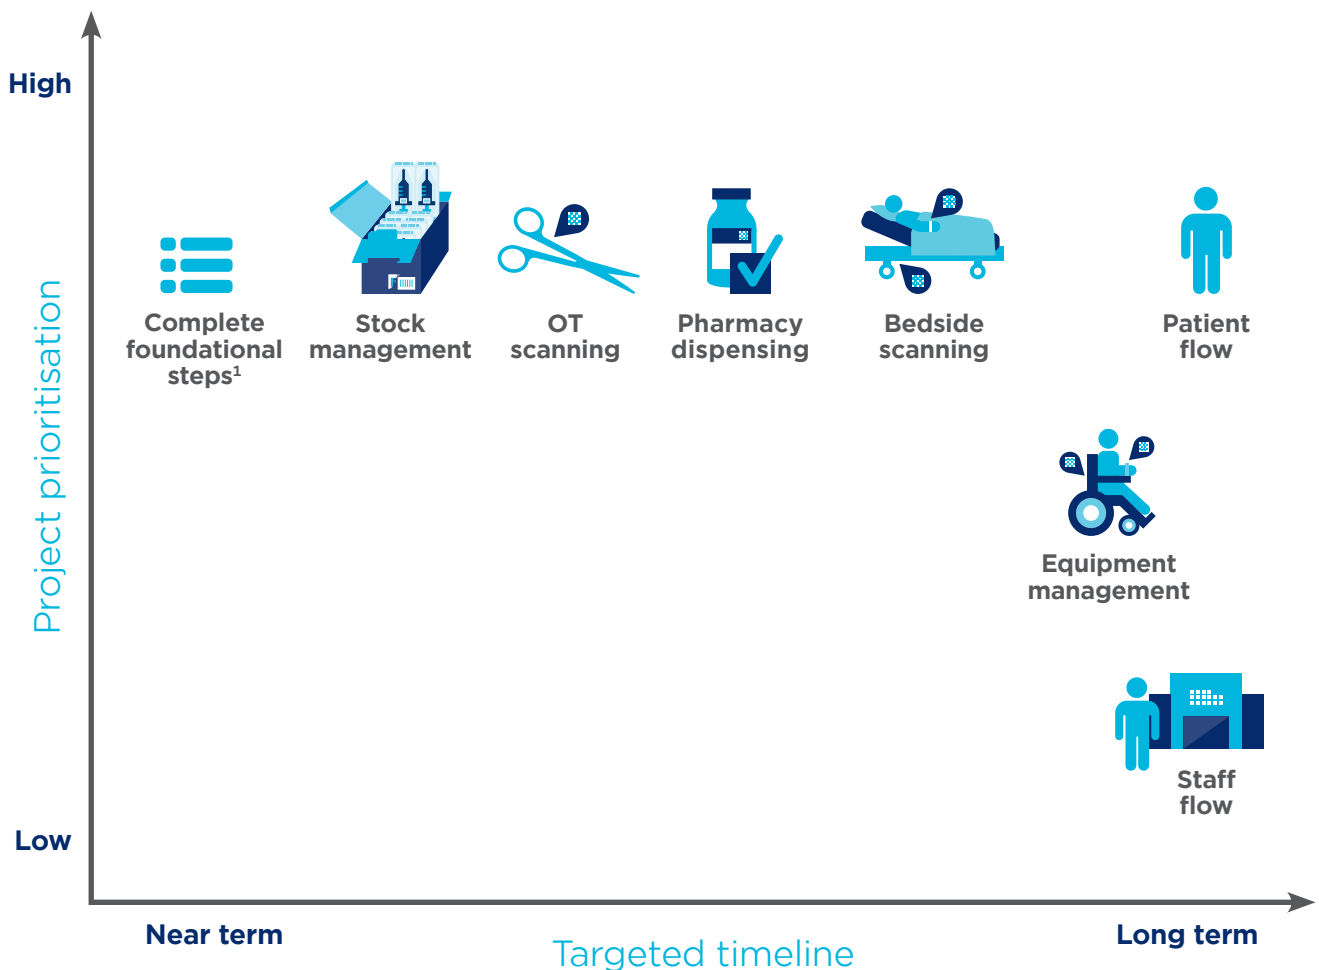 High
Complete
foundational
steps¹
Stock
management
OT
scanning
Pharmacy
dispensing
Bedside
scanning
Patient
flow
Equipment
management
Staff
flow
Project prioritisation
Low
Near term
Targeted timeline
Long term